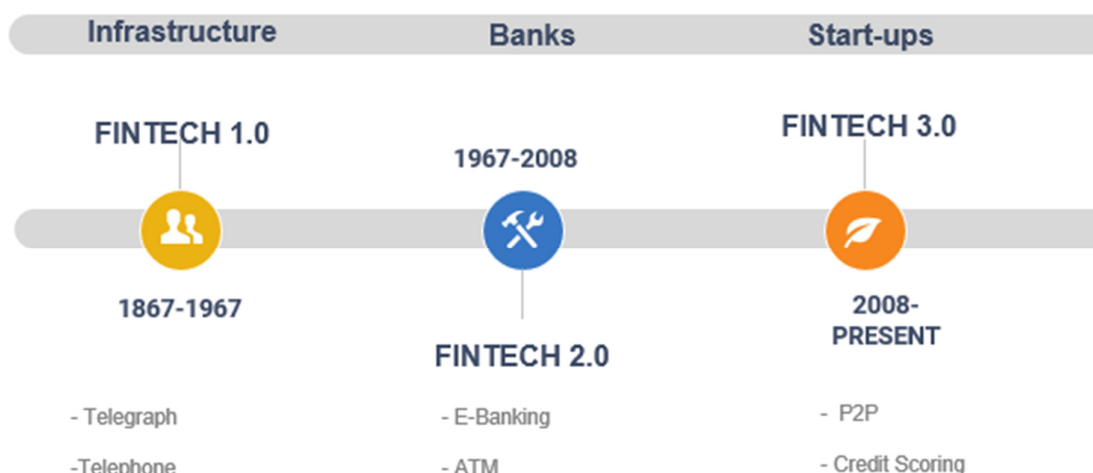 Infrastructure
Banks
Start-ups
FINTECH 1.0
1967-2008
FINTECH 3.0
1867-1967
FINTECH 2.0
2008-
PRESENT
- Telegraph
- E-Banking
- P2P
-Telephone
- ATM
- Credit Scoring